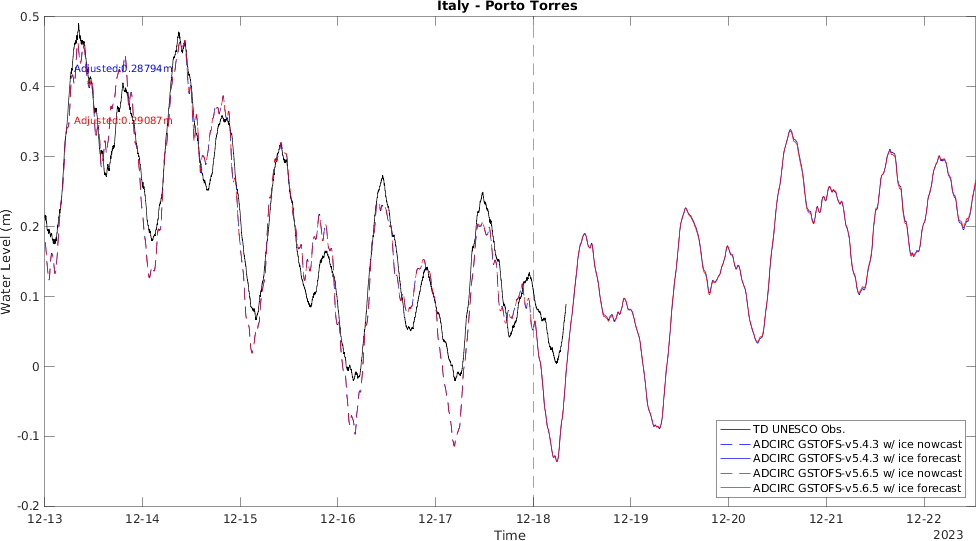 Italy - Porto Torres
0.5
0.4
0.3
0.2
0.1
0
-0.1
-0.2
Water Level (m)
Adjusted:0.28794m
Adjusted:0.29087m
TD UNESCO Obs.
ADCIRC GSTOFS-v5.4.3 w/ ice nowcast
ADCIRC GSTOFS-v5.4.3 w/ ice forecast
ADCIRC GSTOFS-v5.6.5 w/ ice nowcast
ADCIRC GSTOFS-v5.6.5 w/ ice forecast
12-13 12-14 12-15 12-16 12-17 12-18 12-19 12-20 12-21 12-22
Time
2023